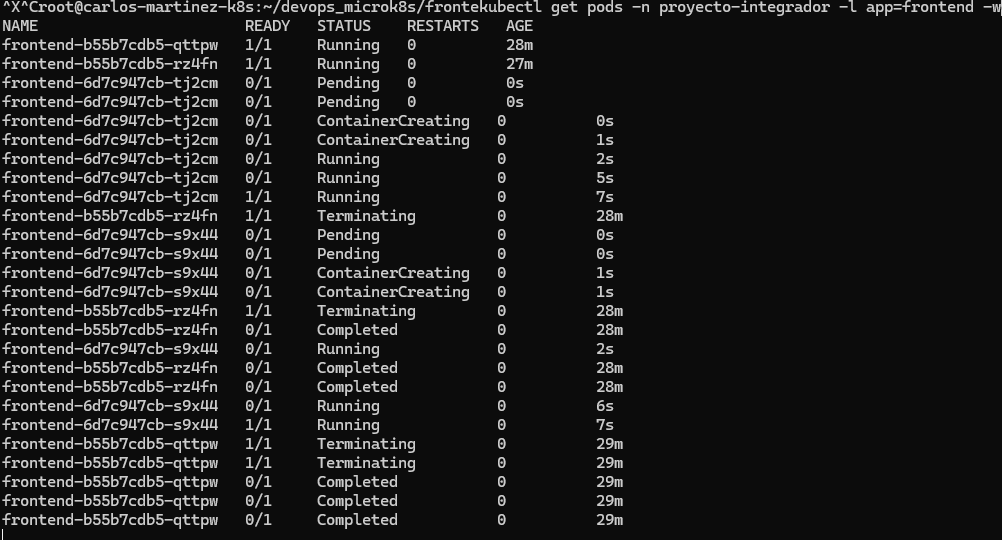 ^X^Croot@carlos-martinez-k8s:~/devops_microk8s/frontekubectl get pods -n proyecto-integrador -l app=frontend -w
NAME READY STATUS RESTARTS AGE
frontend-b55b7cdb5-qttpw 1/1 Running 0 28m
frontend-b55b7cdb5-rz4fn 1/1 Running 0 27m
frontend-6d7c947cb-tj2cm 0/1 Pending 0 0s
frontend-6d7c947cb-tj2cm 0/1 Pending 0 0s
frontend-6d7c947cb-tj2cm 0/1 ContainerCreating 0 0s
frontend-6d7c947cb-tj2cm 0/1 ContainerCreating 0 1s
frontend-6d7c947cb-tj2cm 0/1 Running 0 2s
frontend-6d7c947cb-tj2cm 0/1 Running 0 5s
frontend-6d7c947cb-tj2cm 1/1 Running 0 7s
frontend-b55b7cdb5-rz4fn 1/1 Terminating 0 28m
frontend-6d7c947cb-s9x44 0/1 Pending 0 0s
frontend-6d7c947cb-s9x44 0/1 Pending 0 0s
frontend-6d7c947cb-s9x44 0/1 ContainerCreating 0 1s
frontend-6d7c947cb-s9x44 0/1 ContainerCreating 0 1s
frontend-b55b7cdb5-rz4fn 1/1 Terminating 0 28m
frontend-b55b7cdb5-rz4fn 0/1 Completed 0 28m
frontend-6d7c947cb-s9x44 0/1 Running 0 2s
frontend-b55b7cdb5-rz4fn 0/1 Completed 0 28m
frontend-b55b7cdb5-rz4fn 0/1 Completed 0 28m
frontend-6d7c947cb-s9x44 0/1 Running 0 6s
frontend-6d7c947cb-s9x44 1/1 Running 0 7s
frontend-b55b7cdb5-qttpw 1/1 Terminating 0 29m
frontend-b55b7cdb5-qttpw 1/1 Terminating 0 29m
frontend-b55b7cdb5-qttpw 0/1 Completed 0 29m
frontend-b55b7cdb5-qttpw 0/1 Completed 0 29m
frontend-b55b7cdb5-qttpw 0/1 Completed 0 29m